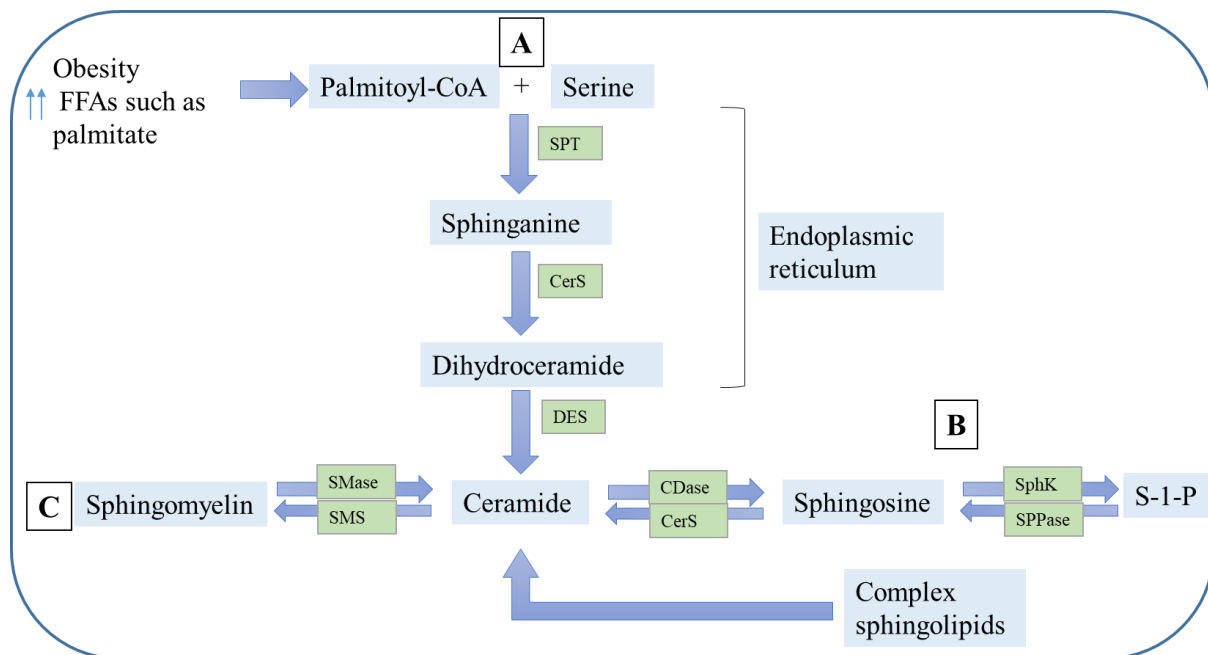 A
Obesity
FFAs such as
palmitate
Palmitoyl-CoA + Serine
SPT
Sphinganine
Endoplasmic
reticulum
CerS
Dihydroceramide
DES
B
C
Sphingomyelin
SMase
SMS
Ceramide
CDase
CerS
Sphingosine
SphK
SPPase
S-1-P
Complex
sphingolipids